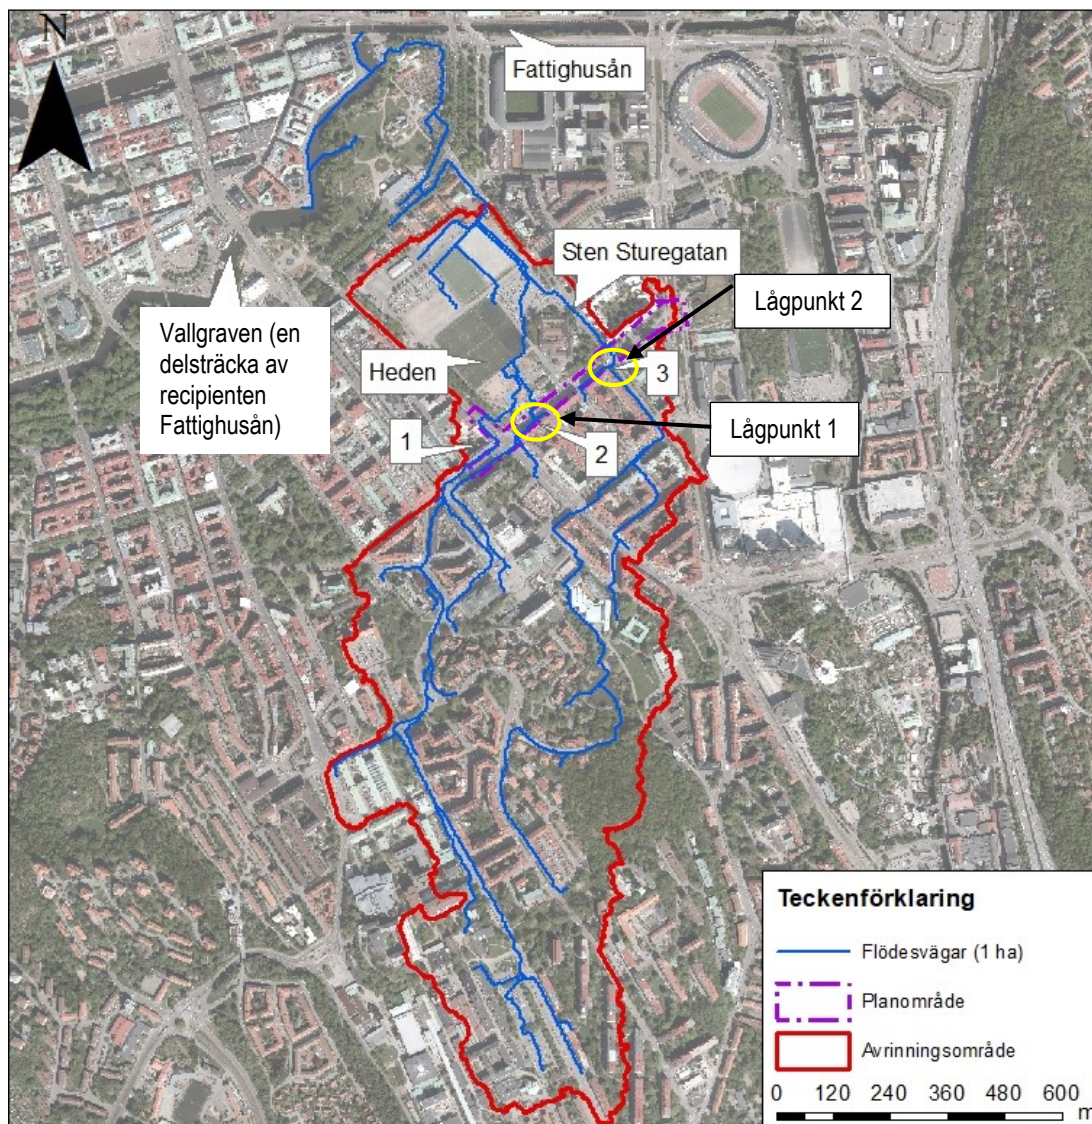 N
Fattighusån
Sten Sturegatan
Lågpunkt 2
Vallgraven (en
delsträcka av
recipienten
Fattighusån)
Heden
3
1
2
Lågpunkt 1
Teckenförklaring
Flödesvägar (1 ha)
Planområde
Avrinningsområde
0 120 240 360 480 600
m